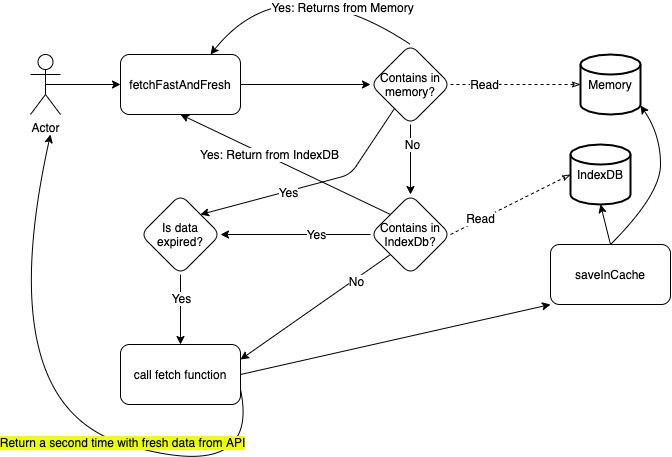 Yes: Returns from Memory
fetchFastAndFresh
Contains in
memory?
Read
Memory
Actor
No
Yes: Return from IndexDB
IndexDB
Yes
Is data
expired?
Yes
Contains in
IndexDb?
Read
saveInCache
No
Yes
call fetch function
Return a second time with fresh data from API